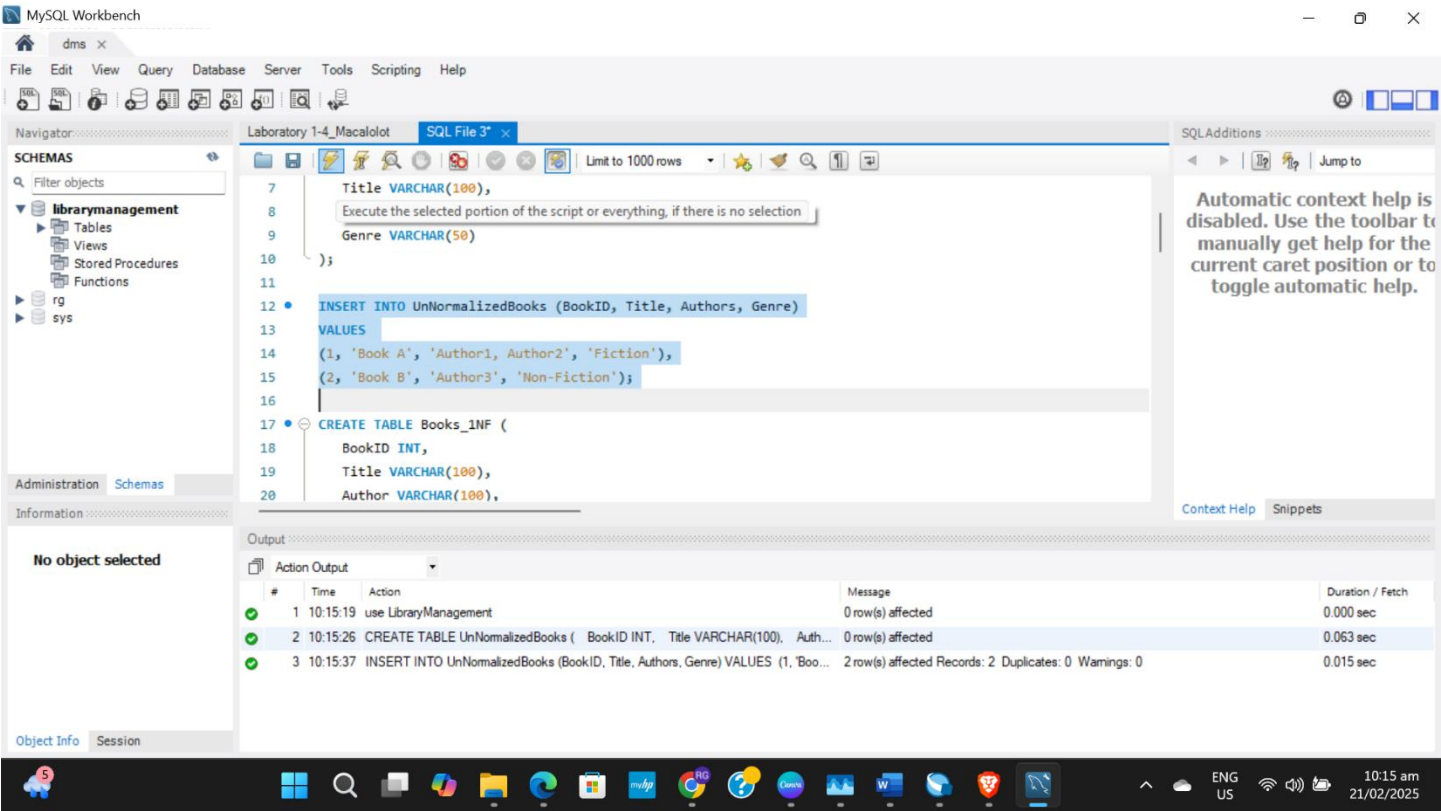 MySQL Workbench
dms
File Edit View Query Database Server Tools Scripting Help
Navigator
SCHEMAS
Filter objects
librarymanagement
Tables
Views
Stored Procedures
Functions
rg
sys
Administration Schemas
Information
No object selected
Object Info Session
Laboratory 1-4_Macalolot SQL File 3*
Limit to 1000 rows
7 Title VARCHAR(100),
8
Execute the selected portion of the script or everything, if there is no selection
9 Genre VARCHAR(50)
10 );
11
12 INSERT INTO UnNormalizedBooks (BookID, Title, Authors, Genre)
13 VALUES
14 (1, 'Book A', 'Author1, Author2', 'Fiction'),
15 (2, 'Book B', 'Author3', 'Non-Fiction');
16
17 CREATE TABLE Books_1NF (
18 BookID INT,
19 Title VARCHAR(100),
20 Author VARCHAR(100),
SQLAdditions
Jump to
Automatic context help is
disabled. Use the toolbar to
manually get help for the
current caret position or to
toggle automatic help.
Context Help Snippets
Output
Action Output
# Time Action Message Duration / Fetch
1 10:15:19 use LibraryManagement 0 row(s) affected 0.000 sec
2 10:15:26 CREATE TABLE UnNormalizedBooks ( BookID INT, Title VARCHAR(100), Auth... 0 row(s) affected 0.063 sec
3 10:15:37 INSERT INTO UnNormalizedBooks (BookID, Title, Authors, Genre) VALUES (1, 'Boo... 2 row(s) affected Records: 2 Duplicates: 0 Warnings: 0 0.015 sec
5
myhp
RG
Canva
ENG
US
10:15 am
21/02/2025